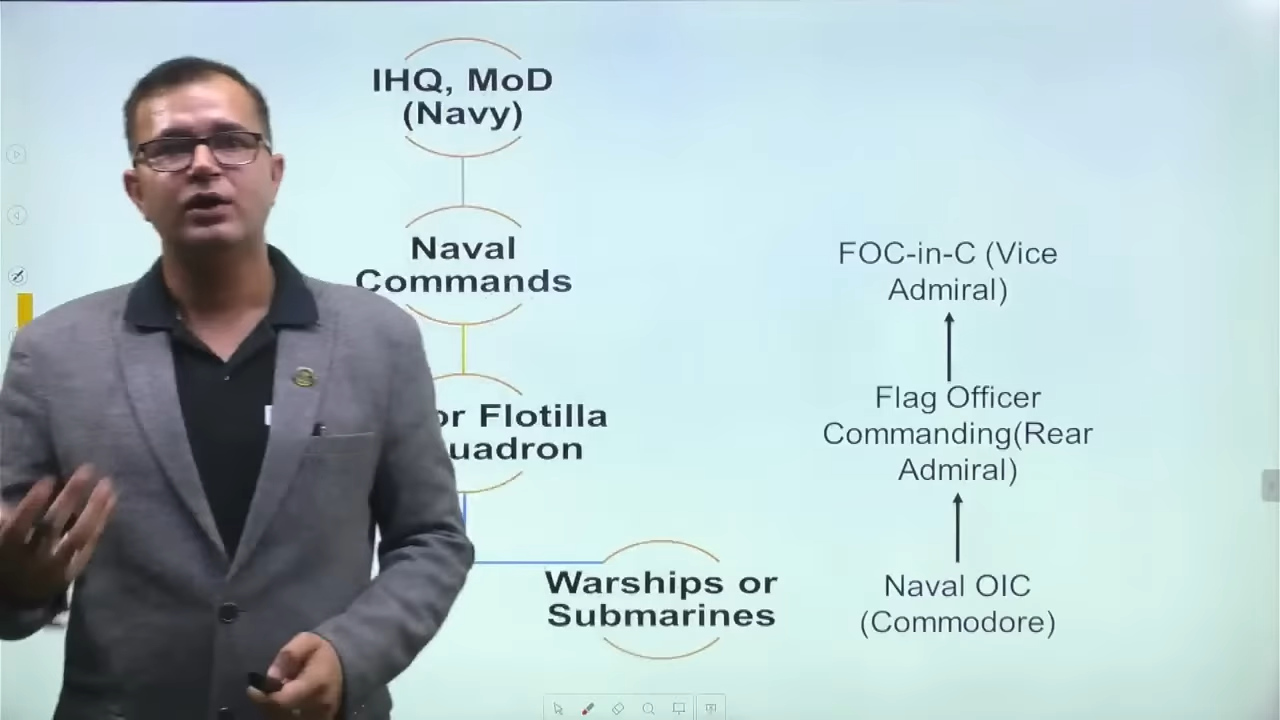 IHQ, MoD
(Navy)
Naval
Commands
or Flotilla
uadron
Warships or
Submarines
FOC-in-C (Vice
Admiral)
Flag Officer
Commanding(Rear
Admiral)
Naval OIC
(Commodore)